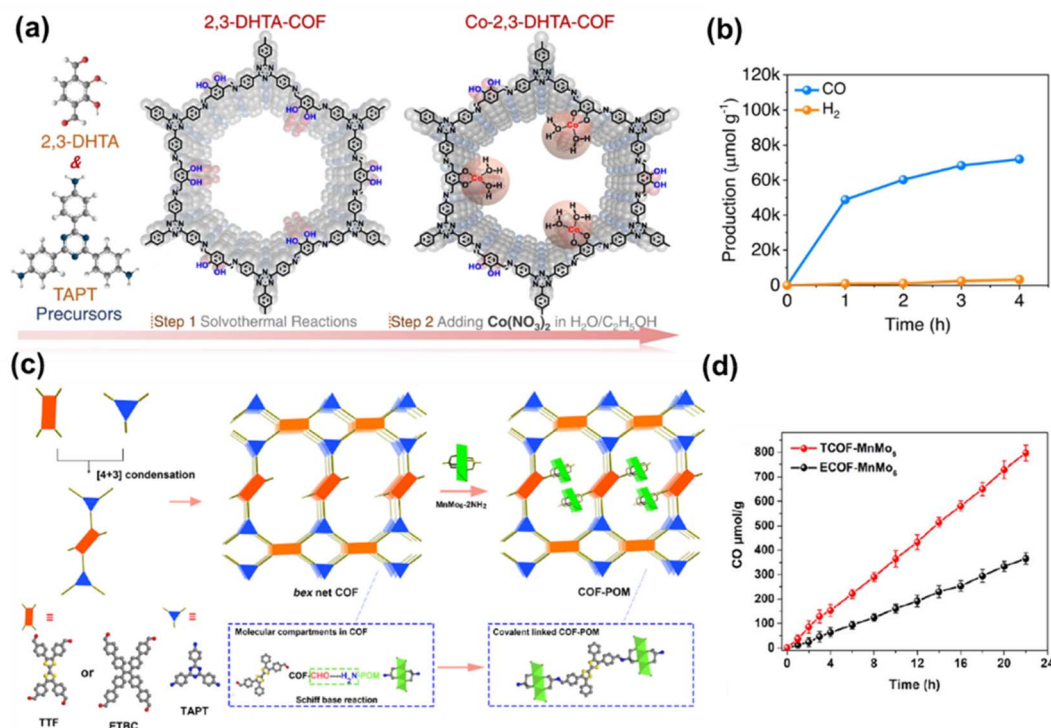 (a)
2,3-DHTA-COF
Co-2,3-DHTA-COF
2,3-DHTA
&
TAPT
Precursors
Step 1 Solvothermal Reactions
Step 2 Adding Co(NO₃)₂ in H₂O/C₂H₅OH
(b)
CO
H₂
Production (μmol g⁻¹)
120k
100k
80k
60k
40k
20k
0
0 1 2 3 4
Time (h)
(c)
[4+3] condensation
MnMo₆-2NH₂
bex net COF
COF-POM
Molecular compartments in COF
COF-CHO H₂N-POM
Schiff base reaction
Covalent linked COF-POM
TTF
or
ETBC
TAPT
(d)
TCOF-MnMo₆
ECOF-MnMo₆
CO μmol/g
800
700
600
500
400
300
200
100
0
0 4 8 12 16 20 24
Time (h)